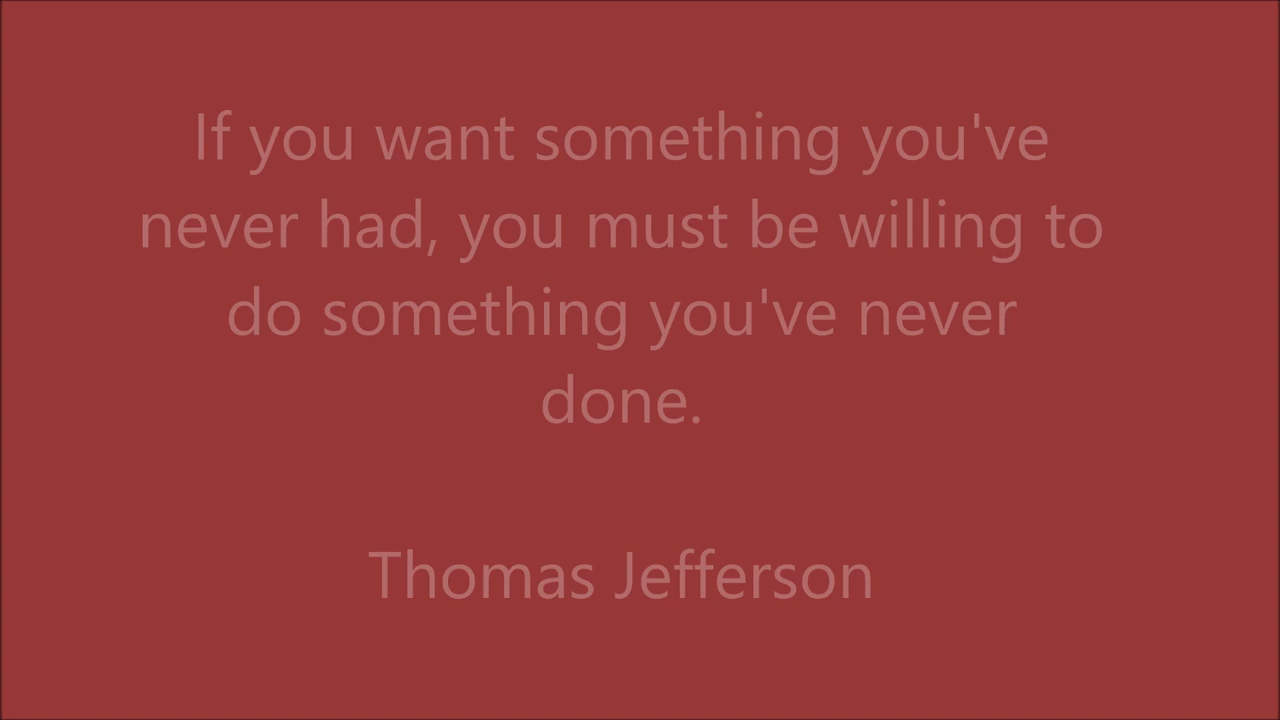 If you want something you've
never had, you must be willing to
do something you've never
done.
Thomas Jefferson